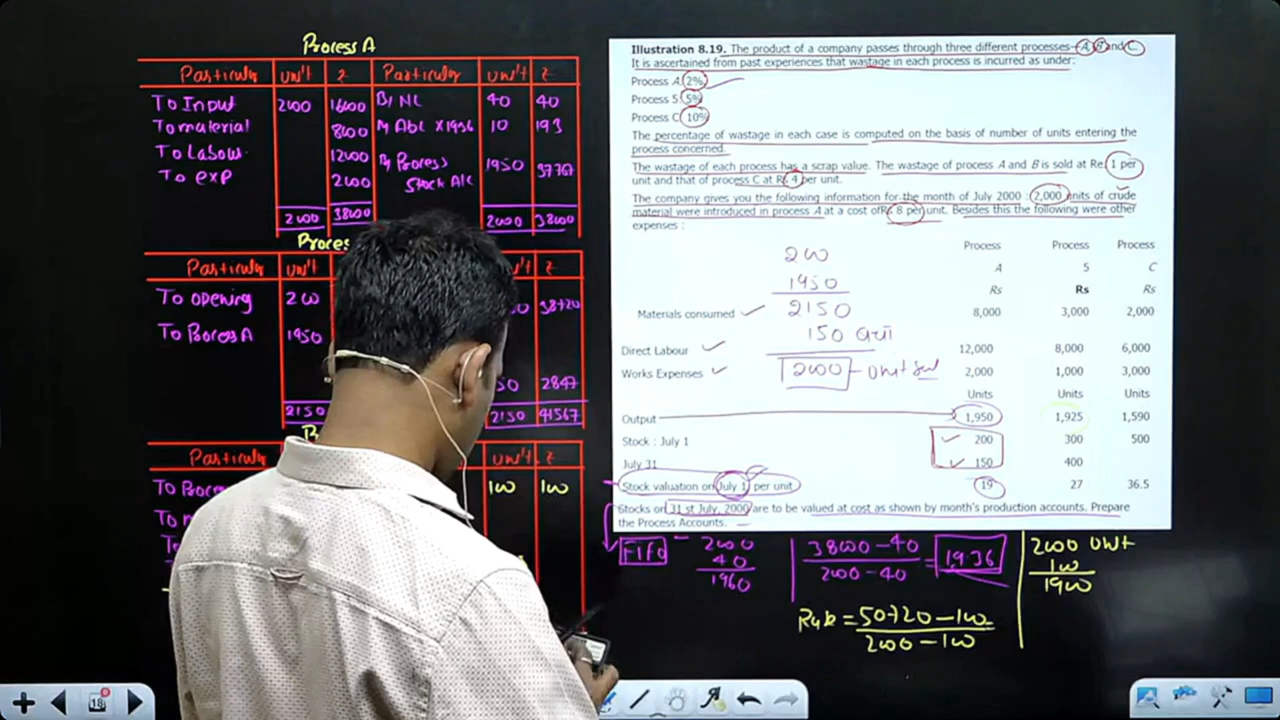 Process A
Particulr Unit ₹ Particulr Unit ₹
To Input 2000 16000 By NL 40 40
To material 8000 By Abl x1936 10 193
To Labour 12000 By Process 1950 37767
To exp 2000 Stock A/c
2000 38000 2000 38000
Process
Particulr Unit Unit ₹
To opening 200 38720
To Process A 1950
50 2847
2150 2150 41567
Particulr Unit ₹
To Process 100 100
Illustration 8.19. The product of a company passes through three different processes—A, B and C.
It is ascertained from past experiences that wastage in each process is incurred as under:
Process A 2%
Process S. 5%
Process C 10%
The percentage of wastage in each case is computed on the basis of number of units entering the
process concerned.
The wastage of each process has a scrap value. The wastage of process A and B is sold at Re. 1 per
unit and that of process C at Rs. 4 per unit.
The company gives you the following information for the month of July 2000 : 2,000 units of crude
material were introduced in process A at a cost of Rs. 8 per unit. Besides this the following were other
expenses :
Process Process Process
A S C
Rs Rs Rs
Materials consumed 8,000 3,000 2,000
Direct Labour 12,000 8,000 6,000
Works Expenses 2,000 1,000 3,000
Units Units Units
Output 1,950 1,925 1,590
Stock : July 1 200 300 500
July 31 150 400
Stock valuation on July 1 per unit 19 27 36.5
Stocks on 31 st July, 2000 are to be valued at cost as shown by month's production accounts. Prepare
the Process Accounts.
200
1950
2150
150
2000 - Unit
FIFO - 2000
40
1960
38000-40
2000-40
= 19.36
2000 Unit
100
1900
Rate = 50720-100
2000-100
18